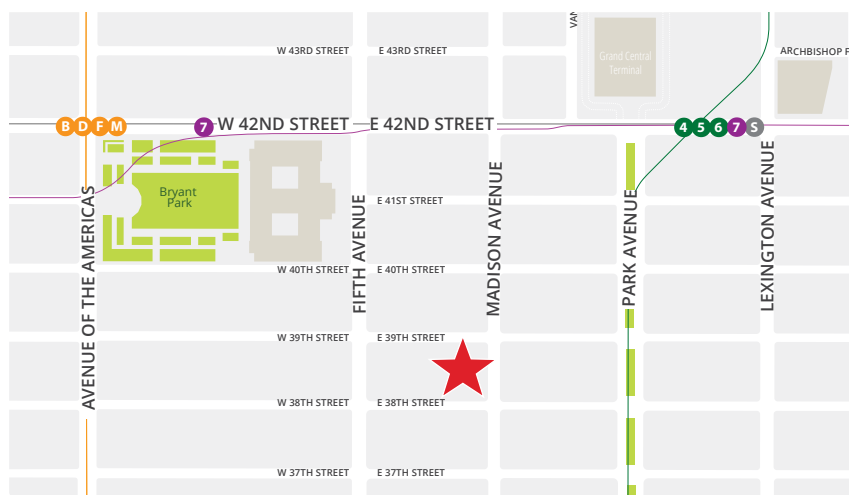 VAN
W 43RD STREET
E 43RD STREET
ARCHBISHOP F
Grand Central
Terminal
B D F M
7
W 42ND STREET
E 42ND STREET
4 5 6 7 S
Bryant
Park
AVENUE OF THE AMERICAS
FIFTH AVENUE
MADISON AVENUE
PARK AVENUE
LEXINGTON AVENUE
E 41ST STREET
W 40TH STREET
E 40TH STREET
W 39TH STREET
E 39TH STREET
W 38TH STREET
E 38TH STREET
W 37TH STREET
E 37TH STREET